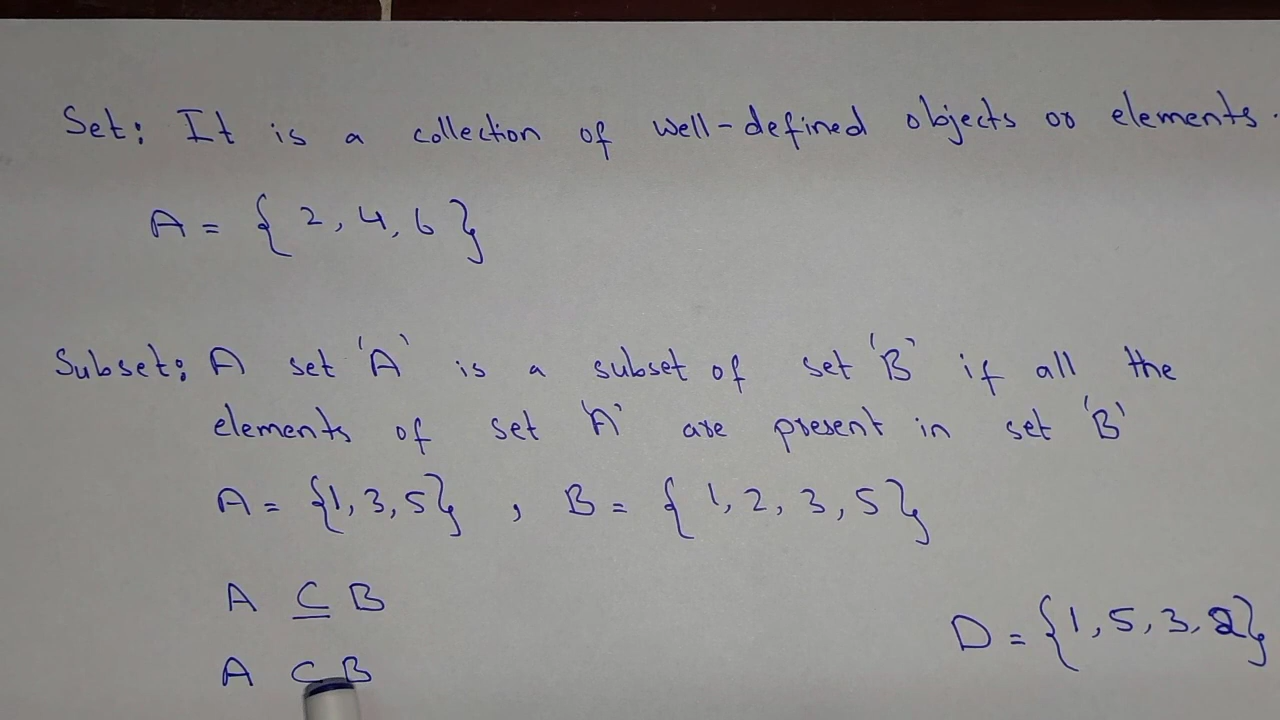 Set: It is a collection of well-defined objects or elements.
A = { 2, 4, 6 }
Subset: A set 'A' is a subset of set 'B' if all the
elements of set 'A' are present in set 'B'
A = {1, 3, 5} , B = { 1, 2, 3, 5 }
A ⊆ B
D = {1, 5, 3, 2}
A ⊂ B